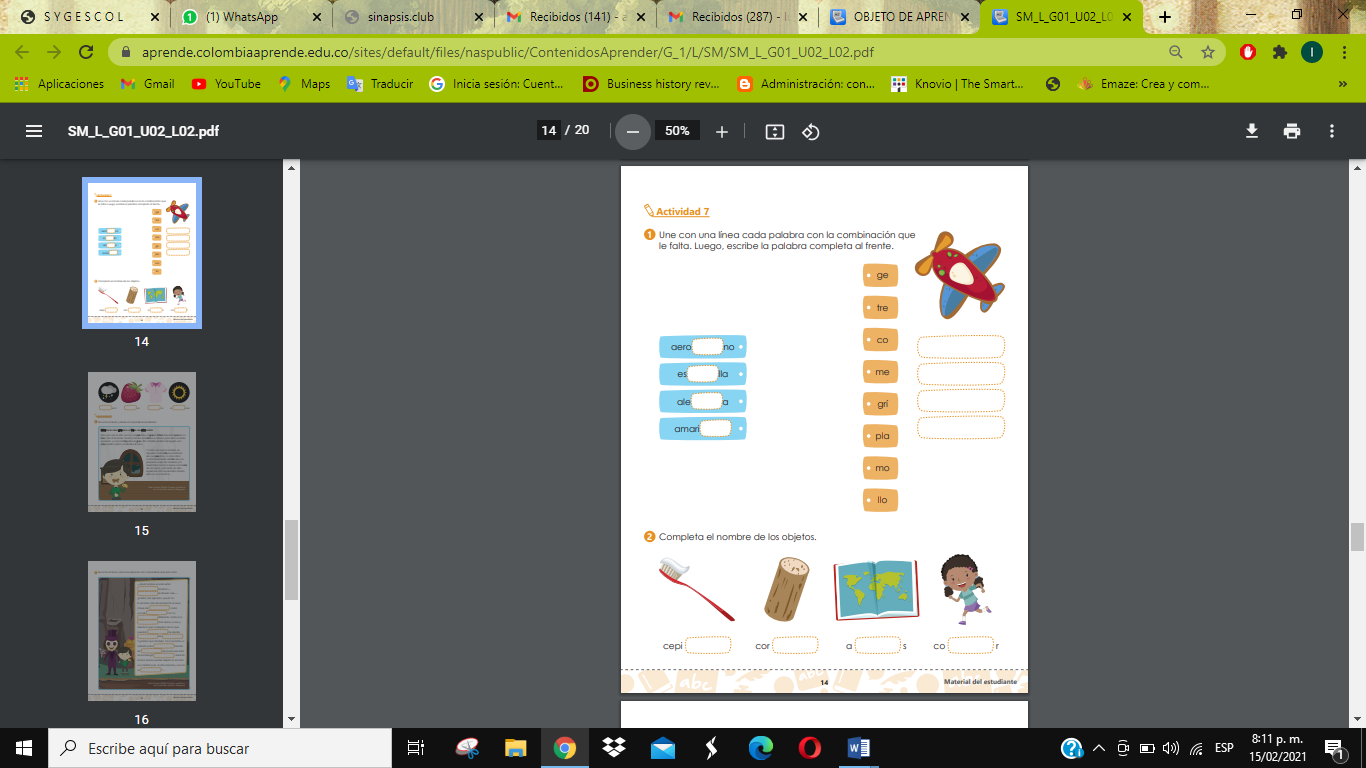 S Y G E S C O L
(1) WhatsApp
sinapsis.club
Recibidos (141) - a
Recibidos (287) - l
OBJETO DE APREN
SM_L_G01_U02_L0
aprende.colombiaaprende.edu.co/sites/default/files/naspublic/ContenidosAprender/G_1/L/SM/SM_L_G01_U02_L02.pdf
I
Aplicaciones
Gmail
YouTube
Maps
Traducir
Inicia sesión: Cuent...
Business history rev...
Administración: con...
Knovio | The Smart...
Emaze: Crea y com...
»
SM_L_G01_U02_L02.pdf
14 / 20
50%
14
15
16
Actividad 7
1 Une con una línea cada palabra con la combinación que
le falta. Luego, escribe la palabra completa al frente.
ge
tre
co
me
gri
pla
mo
llo
aero no
es lla
ale a
amari
2 Completa el nombre de los objetos.
cepi
cor
a s
co r
abc
14
Material del estudiante
Escribe aquí para buscar
ESP
8:11 p. m.
15/02/2021
1